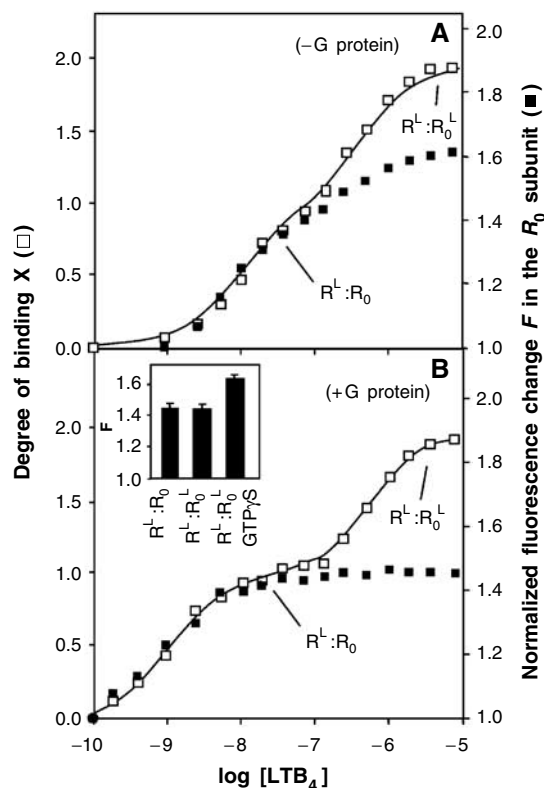 (−G protein)
A
2.0
1.5
1.0
0.5
0.0
2.0
1.8
1.6
1.4
1.2
1.0
R^L:R_0^L
R^L:R_0
Degree of binding X (□)
Normalized fluorescence change F in the R_0 subunit (■)
B
(+G protein)
F
1.6
1.4
1.2
1.0
R^L:R_0
R^L:R_0^L
R^L:R_0^L
GTPγS
2.0
1.5
1.0
0.5
0.0
2.0
1.8
1.6
1.4
1.2
1.0
R^L:R_0^L
R^L:R_0
−10 −9 −8 −7 −6 −5
log [LTB_4]